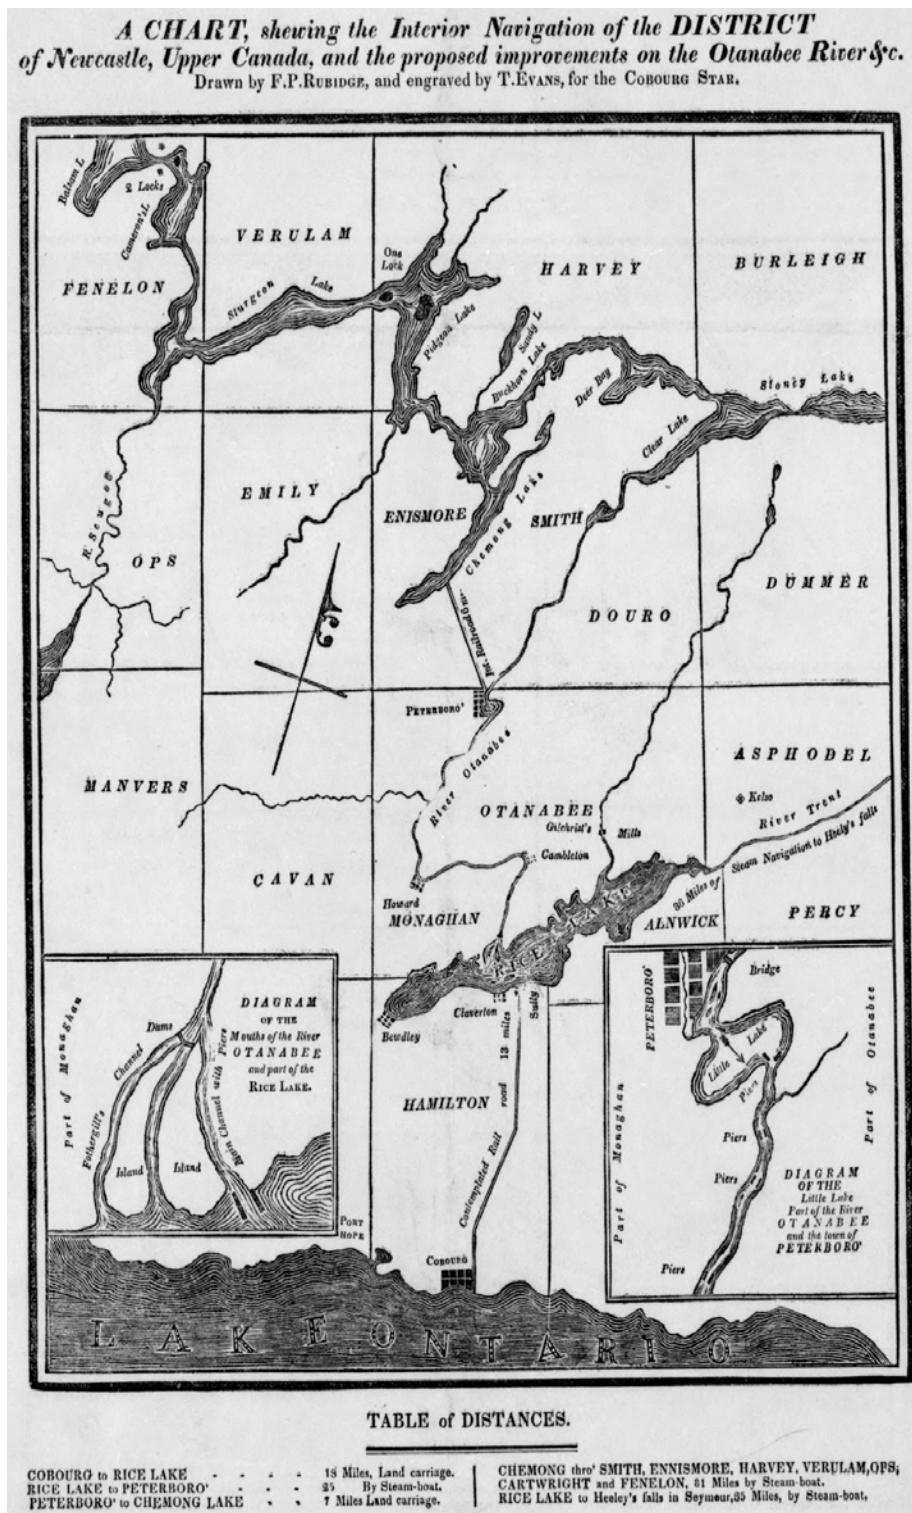 A CHART, shewing the Interior Navigation of the DISTRICT
of Newcastle, Upper Canada, and the proposed improvements on the Otanabee River &c.
Drawn by F.P.RUBIDGE, and engraved by T.EVANS, for the COBOURG STAR.
Balsam L
2 Locks
Cameron's L
FENELON
VERULAM
Sturgeon Lake
One
Lock
HARVEY
BURLEIGH
Pidgeon Lake
Sandy L
Buckhorn Lake
Deer Bay
Stoney Lake
Clear Lake
R. Scugog
EMILY
ENISMORE
Chemong Lake
SMITH
OPS
DOURO
DUMMER
Railroad
PETERBORO'
River Otanabee
MANVERS
ASPHODEL
OTANABEE
Kelso
River Trent
Gilchrist's Mills
Steam Navigation to Heely's falls
Cambleton
CAVAN
Howard
MONAGHAN
RICE LAKE
36 Miles of
ALNWICK
PERCY
Bewdley
Claverton
Sully
HAMILTON
Contemplated Rail road 13 miles
PORT
HOPE
COBOURG
LAKE ONTARIO
Part of Monaghan
Dams
Fothergill's Channel
Main Channel with Piers
Island
Island
DIAGRAM
OF THE
Mouths of the River
OTANABEE
and part of the
RICE LAKE.
PETERBORO'
Bridge
Little Lake
Piers
Piers
Piers
Piers
Part of Monaghan
Part of Otanabee
DIAGRAM
OF THE
Little Lake
Part of the River
OTANABEE
and the town of
PETERBORO'
TABLE of DISTANCES.
COBOURG to RICE LAKE - - - - 13 Miles, Land carriage.
RICE LAKE to PETERBORO' - - - 25 By Steam-boat.
PETERBORO' to CHEMONG LAKE - - 7 Miles Land carriage.
CHEMONG thro' SMITH, ENNISMORE, HARVEY, VERULAM, OPS,
CARTWRIGHT and FENELON, 81 Miles by Steam-boat.
RICE LAKE to Heeley's falls in Seymour, 35 Miles, by Steam-boat.